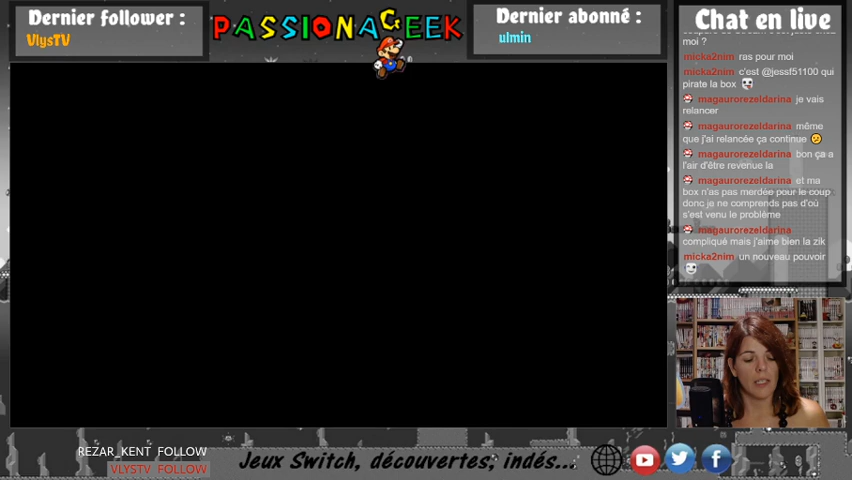 Dernier follower :
VlysTV
PASSIONAGEEK
Dernier abonné :
ulmin
Chat en live
moi ?
micka2nim ras pour moi
micka2nim c'est @jessf51100 qui
pirate la box
magaurorezeldarina je vais
relancer
magaurorezeldarina même
que j'ai relancée ça continue
magaurorezeldarina bon ça a
l'air d'être revenue la
magaurorezeldarina et ma
box n'as pas merdée pour le coup
donc je ne comprends pas d'où
s'est venu le problème
magaurorezeldarina
compliqué mais j'aime bien la zik
micka2nim un nouveau pouvoir
REZAR_KENT FOLLOW
VLYSTV FOLLOW
Jeux Switch, découvertes, indés...